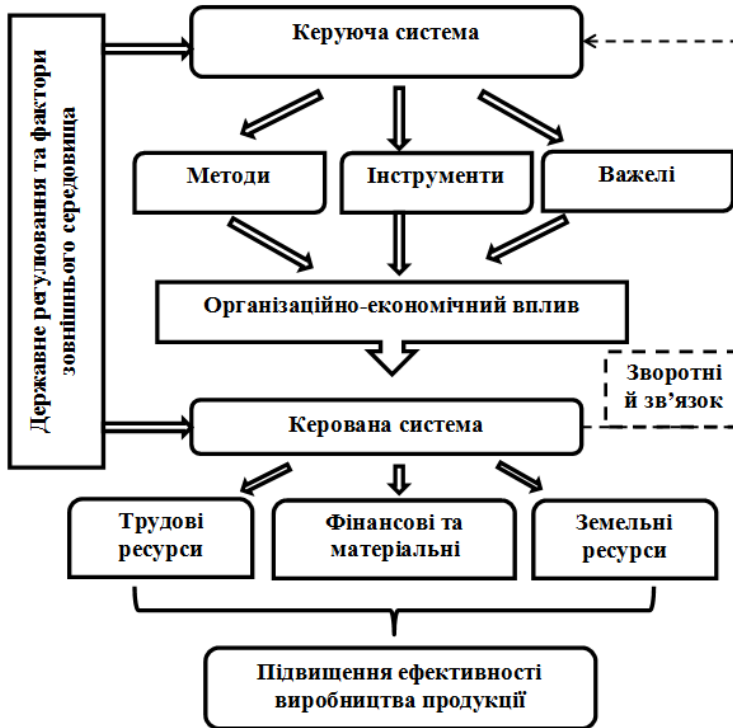 Державне регулювання та фактори
зовнішнього середовища
Керуюча система
Методи
Інструменти
Важелі
Організаційно-економічний вплив
Зворотні
й зв’язок
Керована система
Трудові
ресурси
Фінансові та
матеріальні
Земельні
ресурси
Підвищення ефективності
виробництва продукції